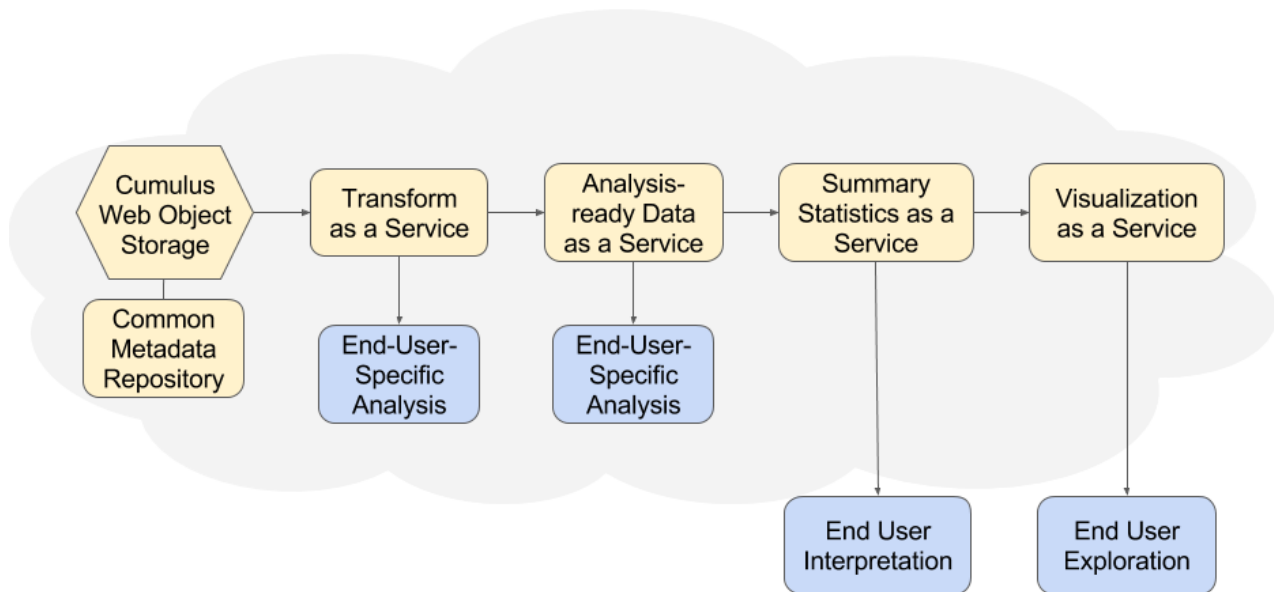 Cumulus
Web Object
Storage
Transform
as a Service
Analysis-
ready Data
as a Service
Summary
Statistics as a
Service
Visualization
as a Service
Common
Metadata
Repository
End-User-
Specific
Analysis
End-User-
Specific
Analysis
End User
Interpretation
End User
Exploration